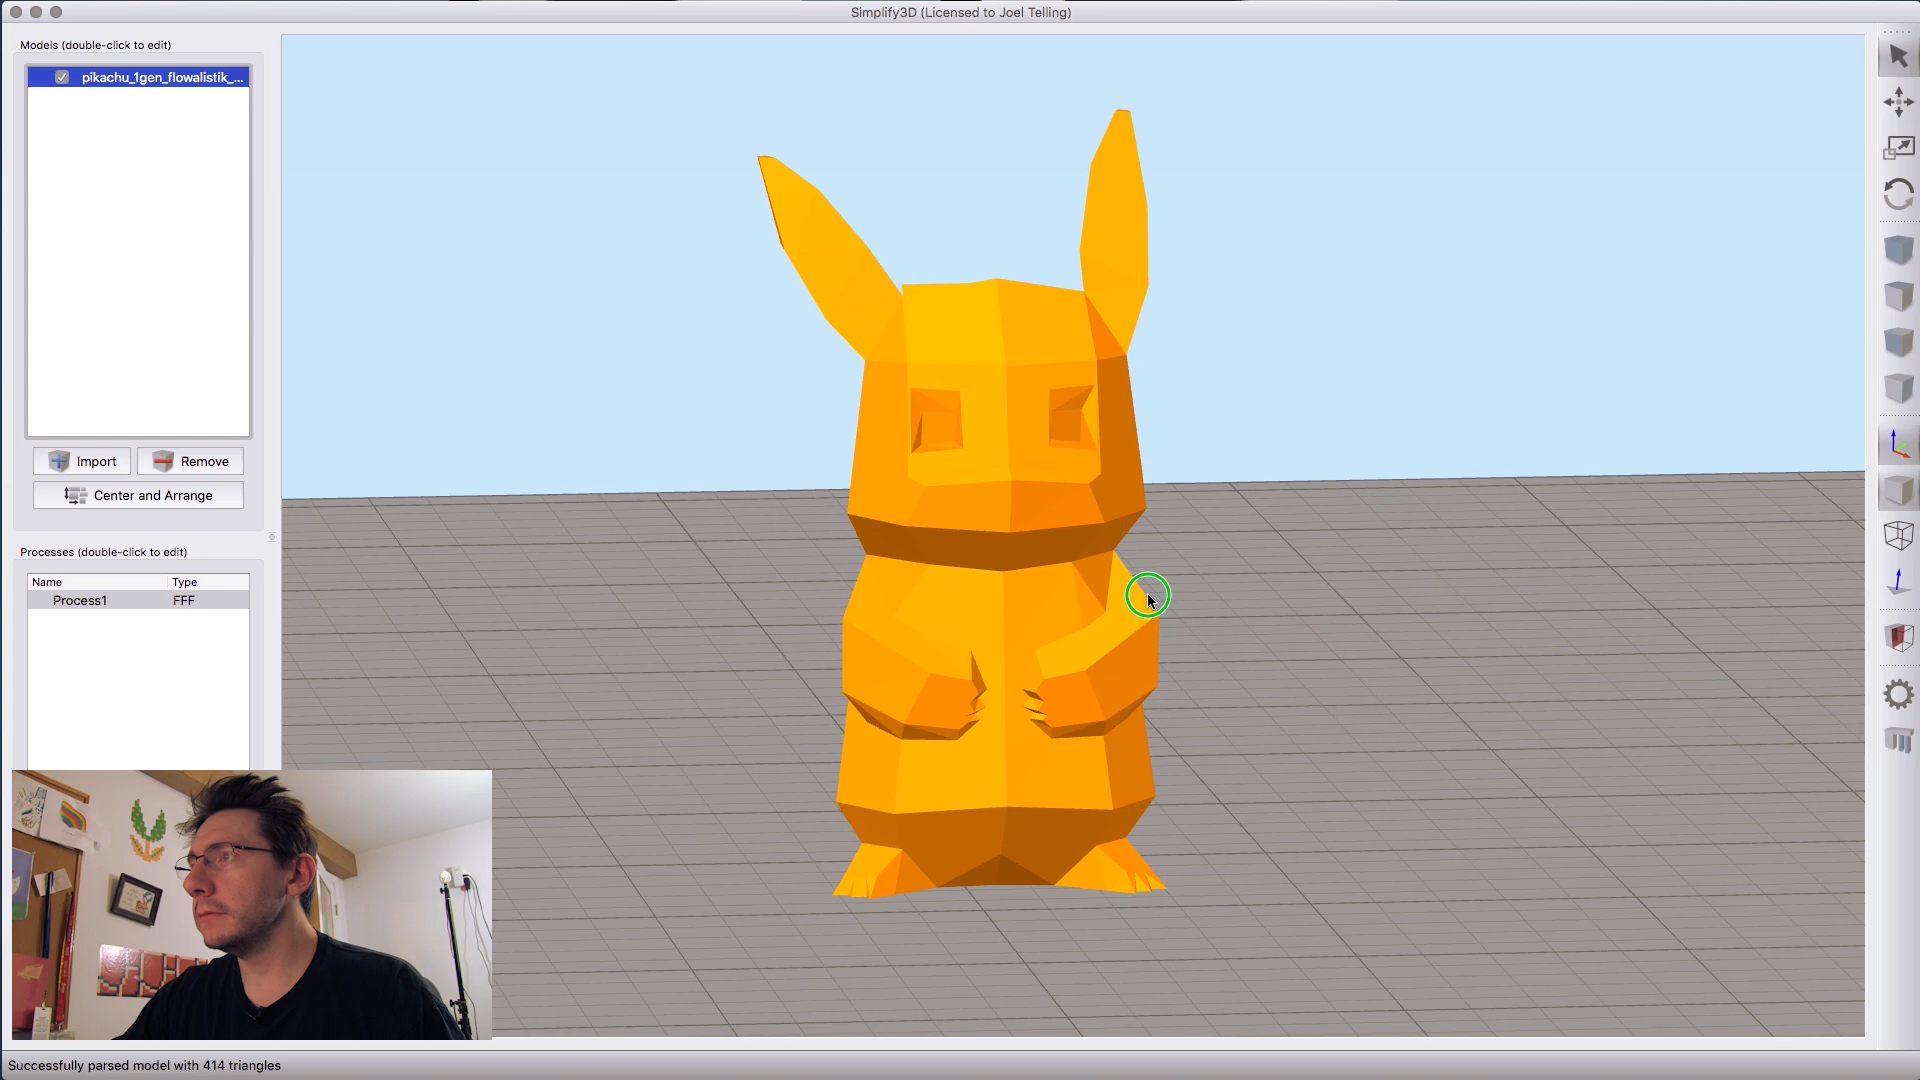 Simplify3D (Licensed to Joel Telling)
Models (double-click to edit)
pikachu_1gen_flowalistik_...
Import
Remove
Center and Arrange
Processes (double-click to edit)
Name Type
Process1 FFF
Successfully parsed model with 414 triangles